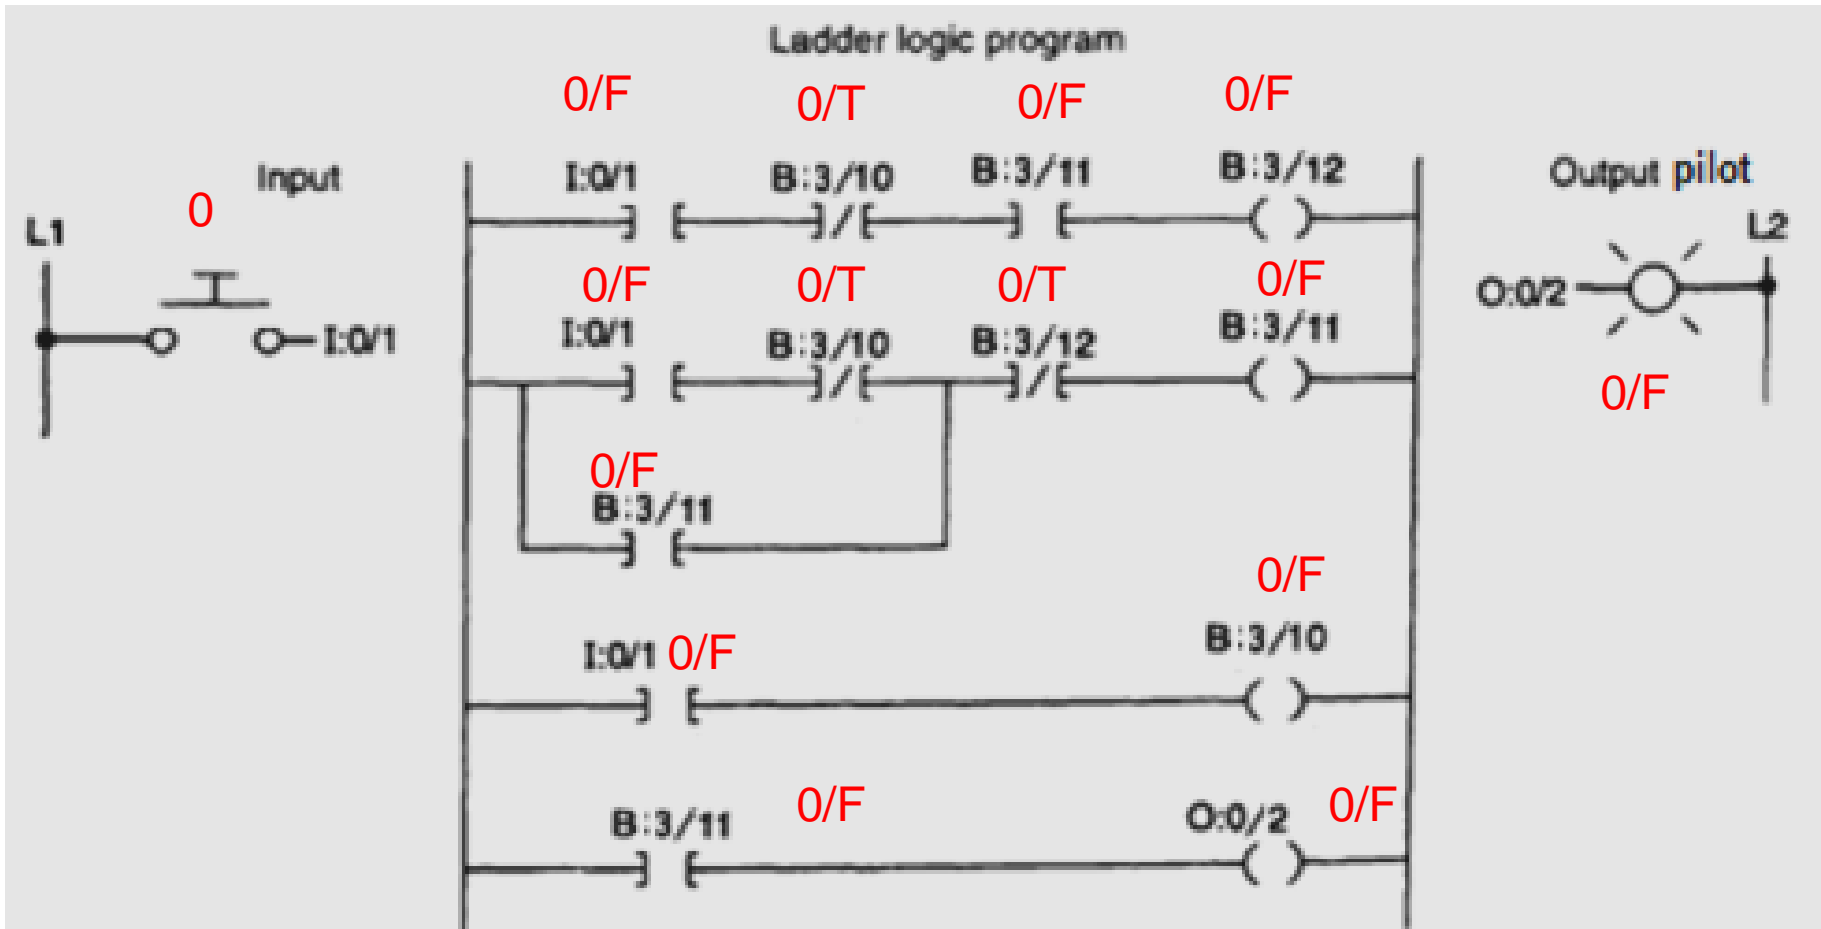 Ladder logic program
0/F 0/T 0/F 0/F
Input
I:0/1 B:3/10 B:3/11 B:3/12
Output pilot
0
L1
L2
0/F 0/T 0/T 0/F
O:0/2
I:0/1
I:0/1 B:3/10 B:3/12 B:3/11
0/F
0/F
B:3/11
0/F
I:0/1 0/F B:3/10
B:3/11 0/F O:0/2 0/F